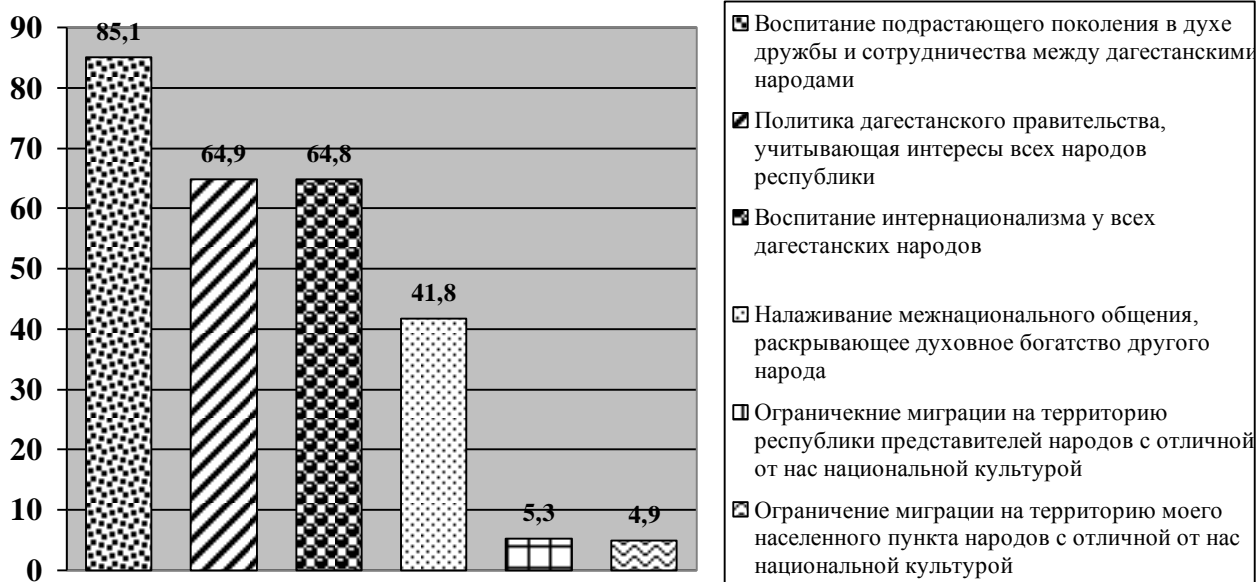 90
80
70
60
50
40
30
20
10
0
85,1
64,9
64,8
41,8
5,3
4,9
Воспитание подрастающего поколения в духе
дружбы и сотрудничества между дагестанскими
народами
Политика дагестанского правительства,
учитывающая интересы всех народов
республики
Воспитание интернационализма у всех
дагестанских народов
Налаживание межнационального общения,
раскрывающее духовное богатство другого
народа
Ограничекние миграции на территорию
республики представителей народов с отличной
от нас национальной культурой
Ограничение миграции на территорию моего
населенного пункта народов с отличной от нас
национальной культурой